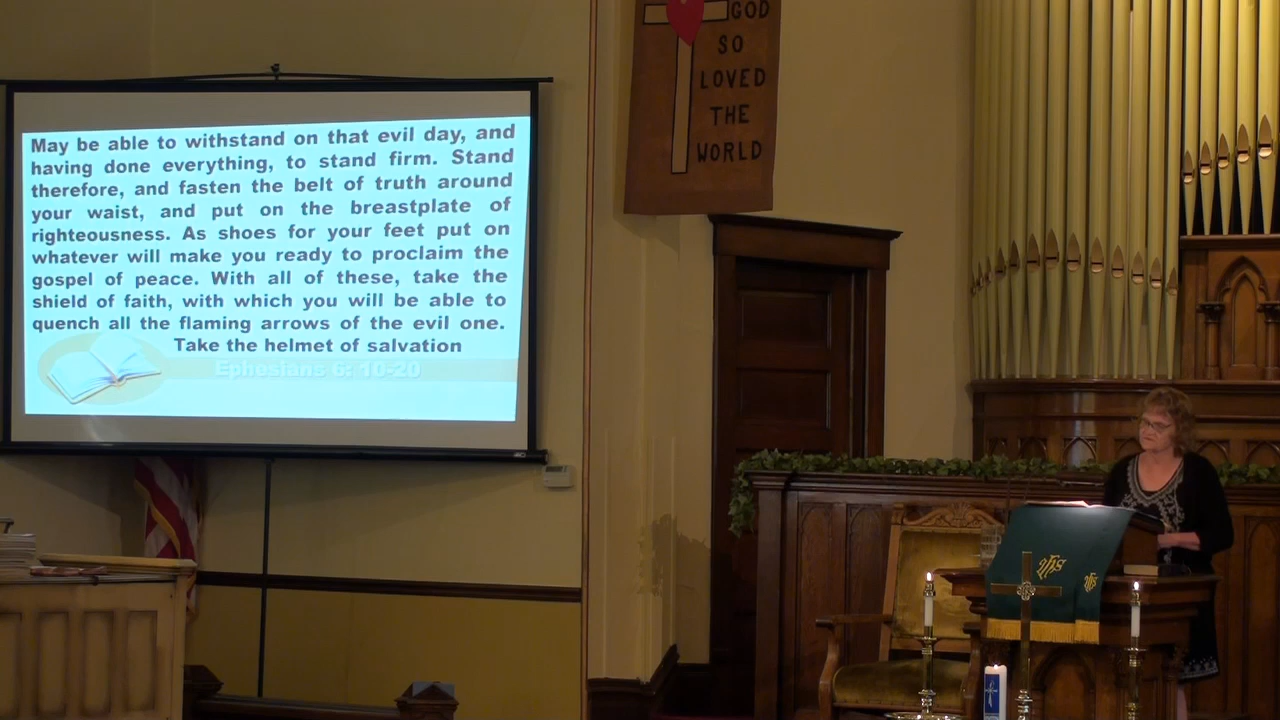 May be able to withstand on that evil day, and
having done everything, to stand firm. Stand
therefore, and fasten the belt of truth around
your waist, and put on the breastplate of
righteousness. As shoes for your feet put on
whatever will make you ready to proclaim the
gospel of peace. With all of these, take the
shield of faith, with which you will be able to
quench all the flaming arrows of the evil one.
Take the helmet of salvation
Ephesians 6: 10-20
GOD
SO
LOVED
THE
WORLD
IHS
IHS